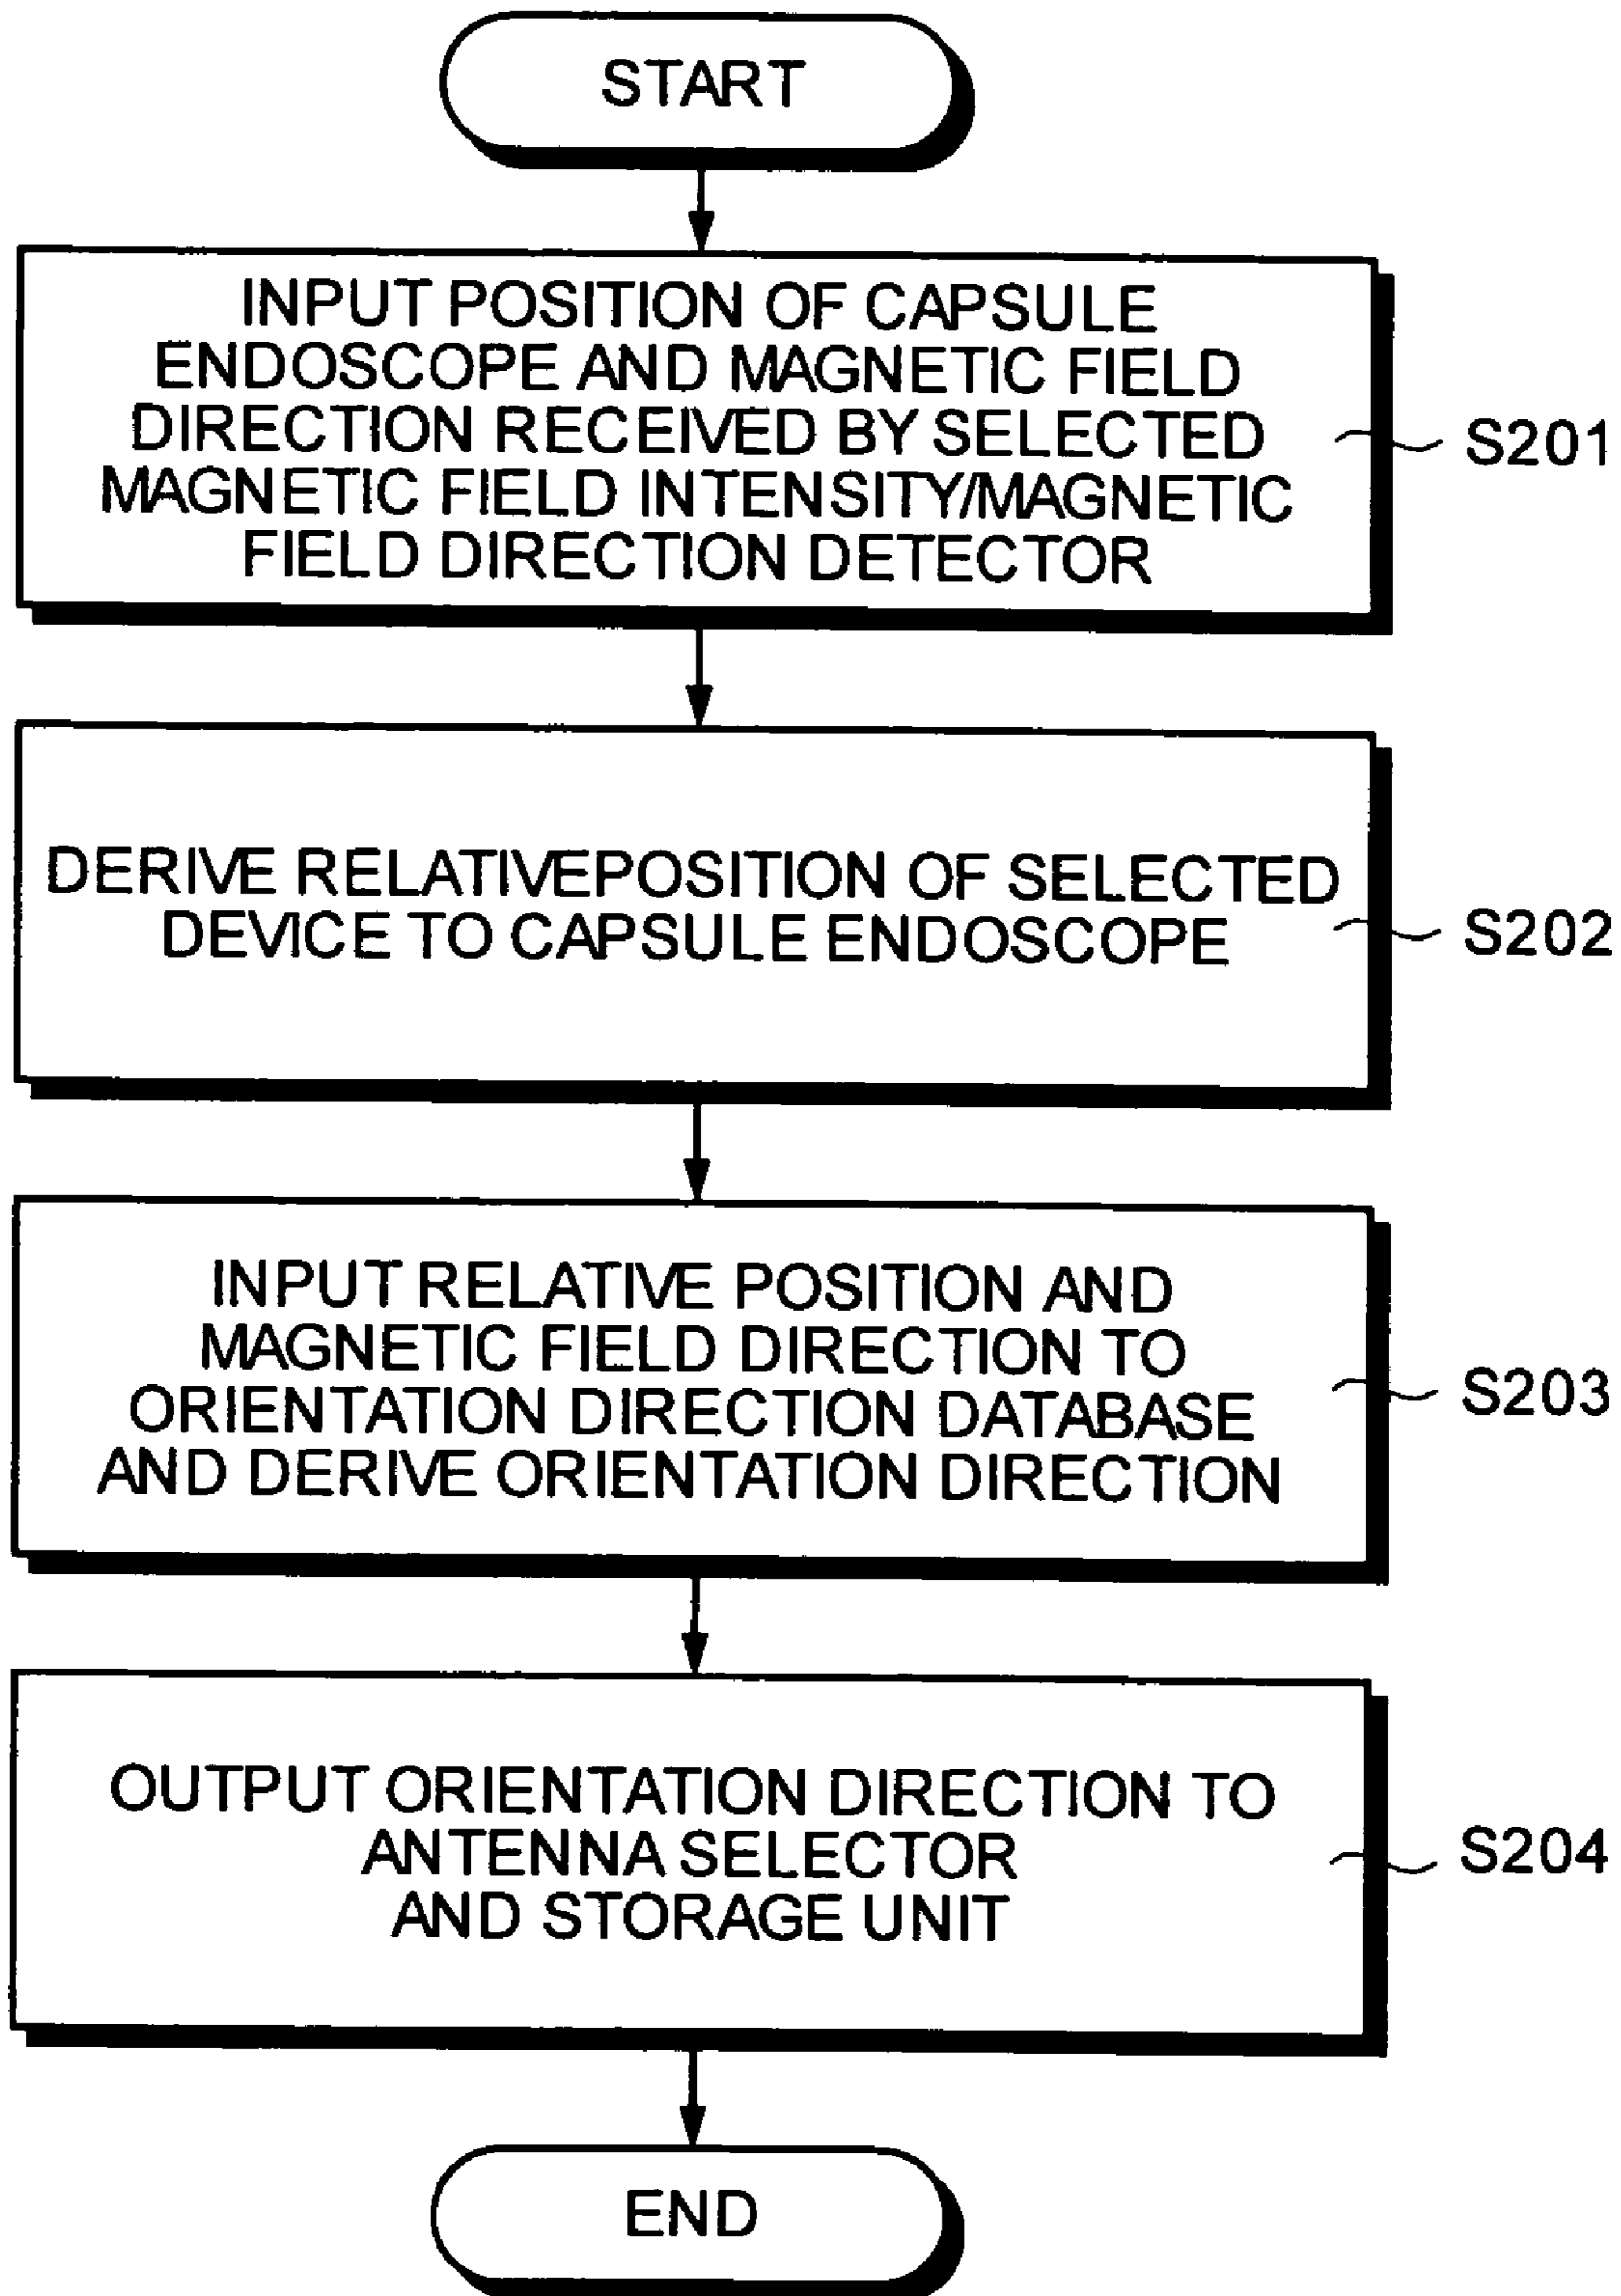 START
INPUT POSITION OF CAPSULE
ENDOSCOPE AND MAGNETIC FIELD
DIRECTION RECEIVED BY SELECTED
MAGNETIC FIELD INTENSITY/MAGNETIC
FIELD DIRECTION DETECTOR
S201
DERIVE RELATIVEPOSITION OF SELECTED
DEVICE TO CAPSULE ENDOSCOPE
S202
INPUT RELATIVE POSITION AND
MAGNETIC FIELD DIRECTION TO
ORIENTATION DIRECTION DATABASE
AND DERIVE ORIENTATION DIRECTION
S203
OUTPUT ORIENTATION DIRECTION TO
ANTENNA SELECTOR
AND STORAGE UNIT
S204
END